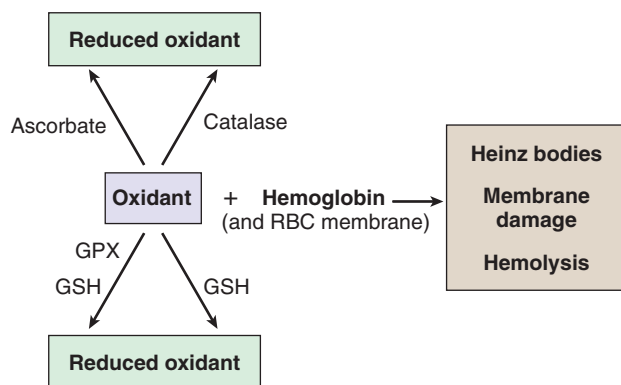 Reduced oxidant
Ascorbate
Catalase
Oxidant
+
Hemoglobin
(and RBC membrane)
Heinz bodies
Membrane
damage
Hemolysis
GPX
GSH
GSH
Reduced oxidant